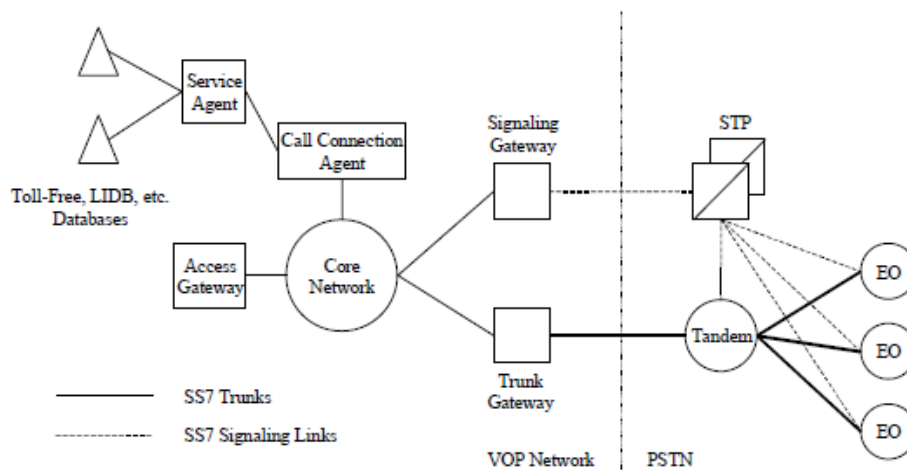 Service
Agent
Call Connection
Agent
Signaling
Gateway
STP
Toll-Free, LIDB, etc.
Databases
Access
Gateway
Core
Network
EO
Tandem
EO
Trunk
Gateway
EO
SS7 Trunks
SS7 Signaling Links
VOP Network
PSTN